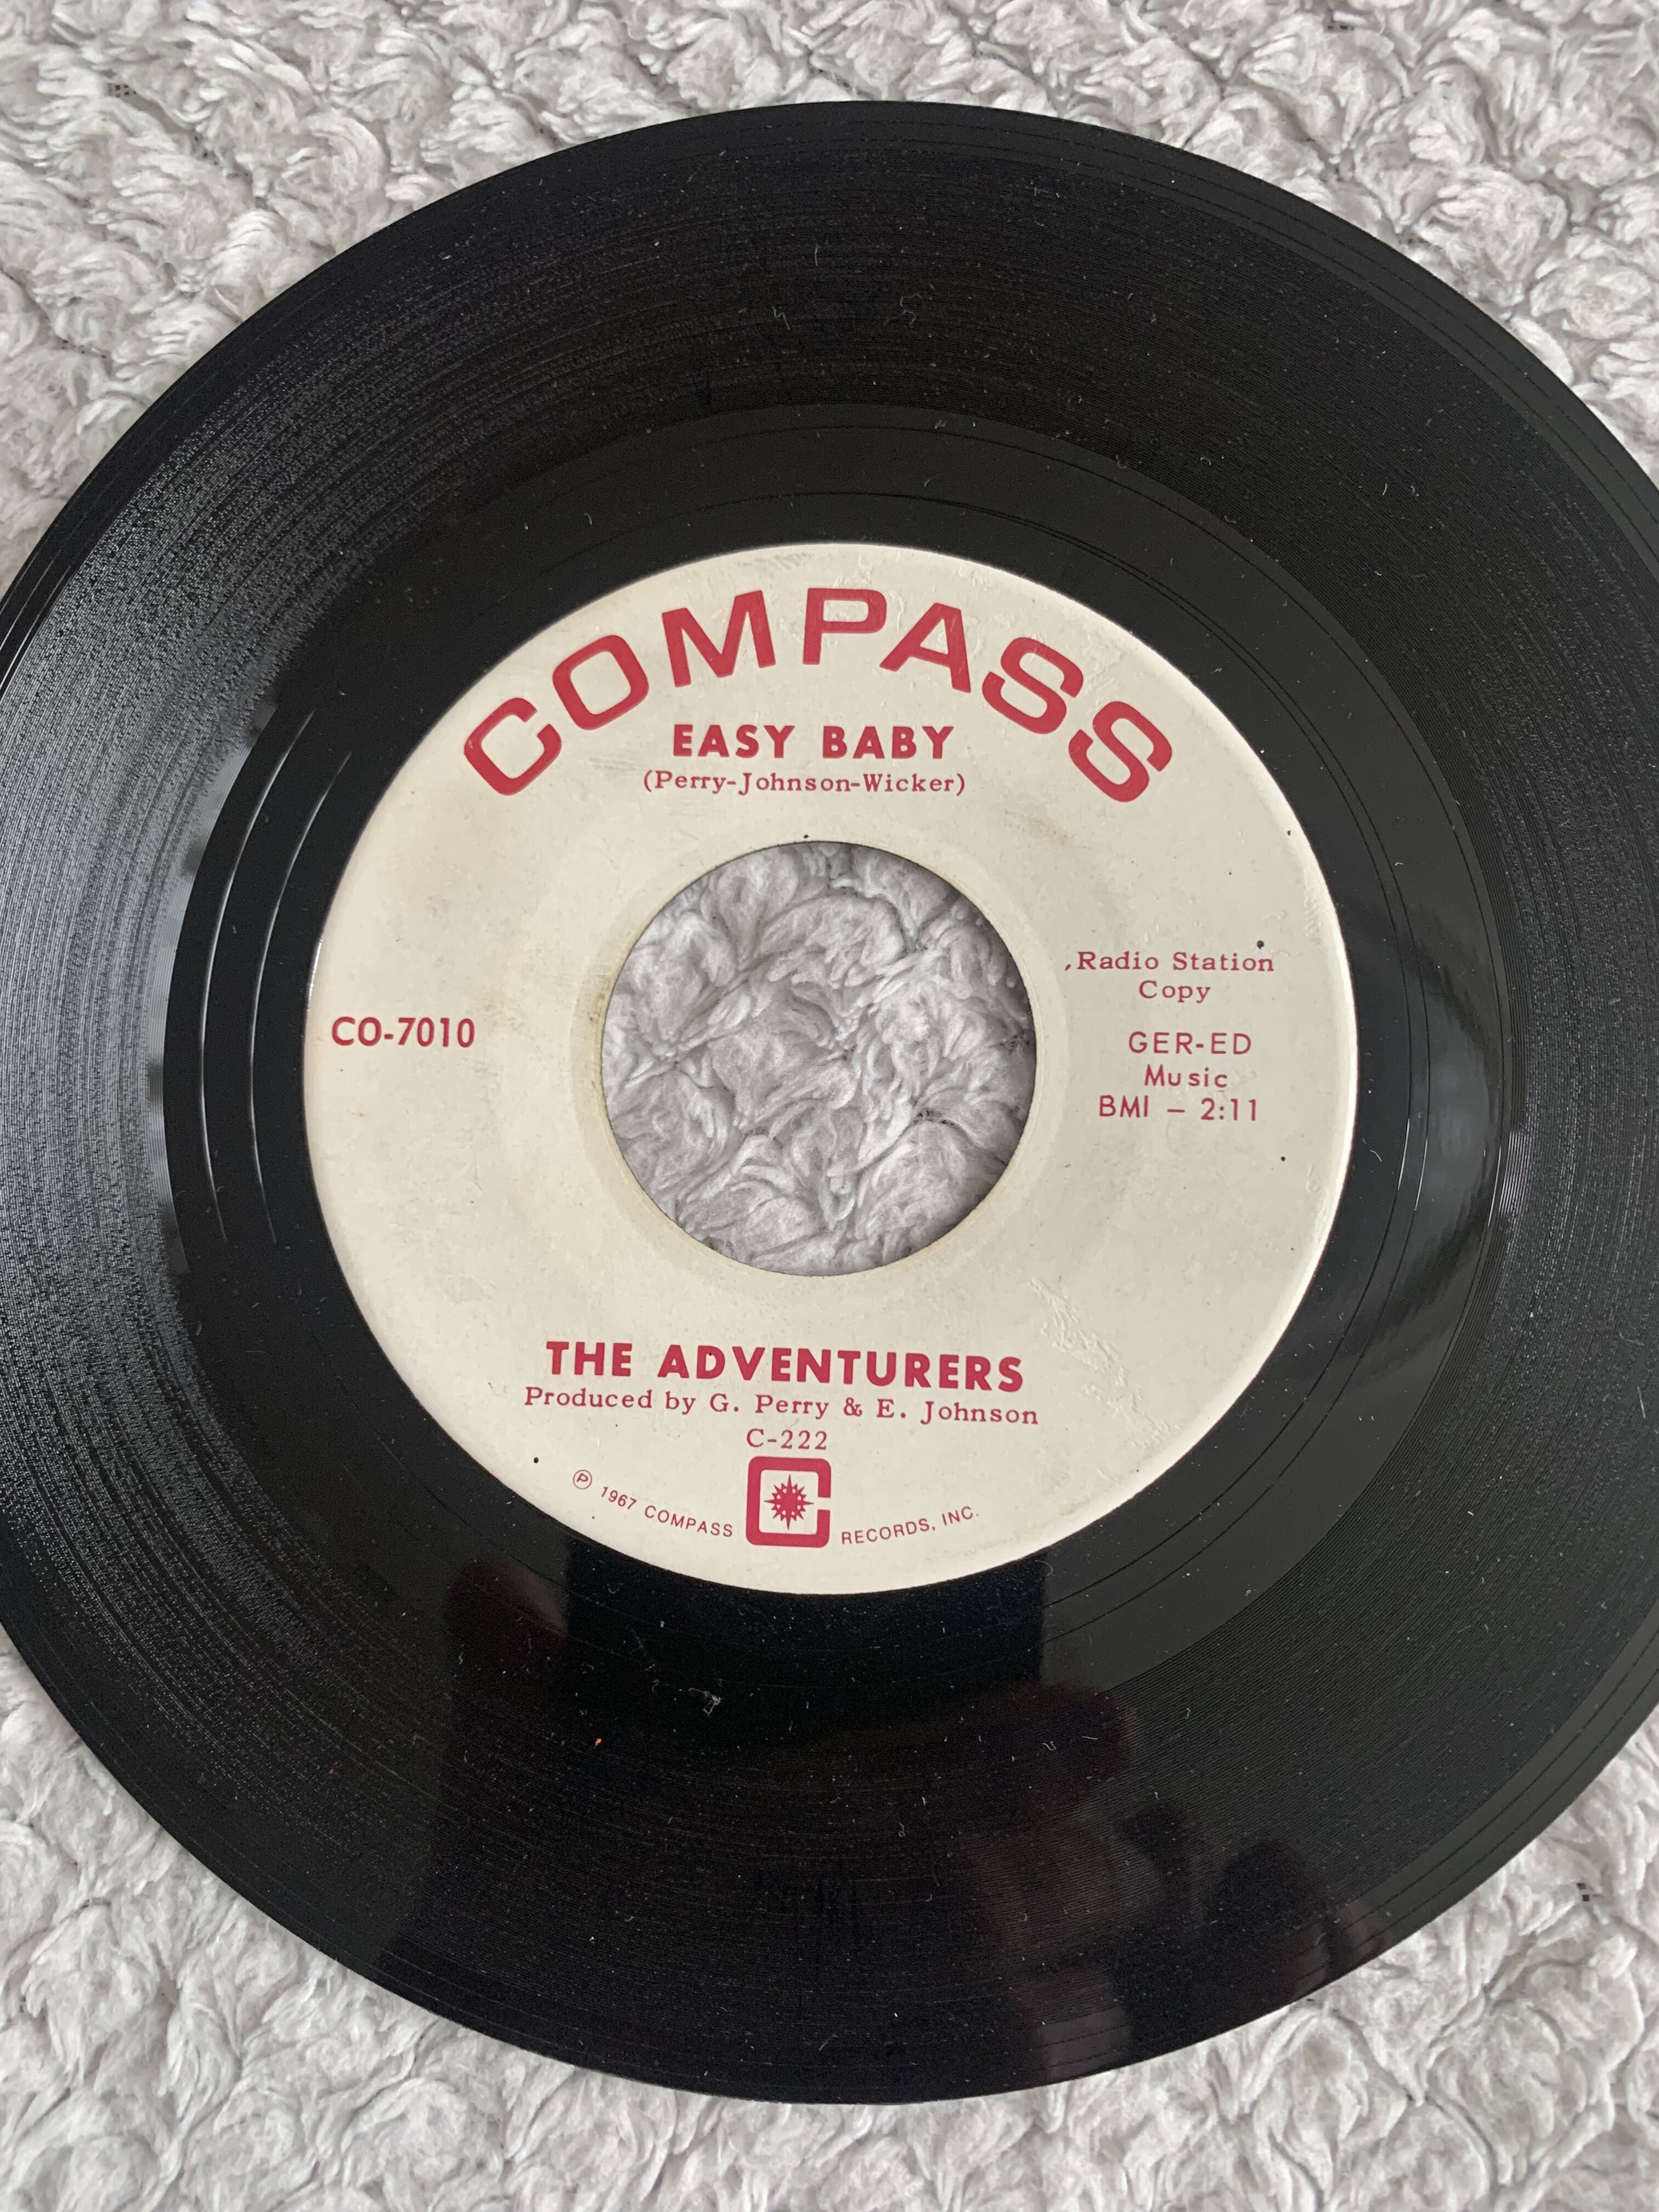 COMPASS
EASY BABY
(Perry-Johnson-Wicker)
CO-7010
Radio Station
Copy
GER-ED
Music
BMI – 2:11
THE ADVENTURERS
Produced by G. Perry & E. Johnson
C-222
℗ 1967 COMPASS RECORDS, INC.